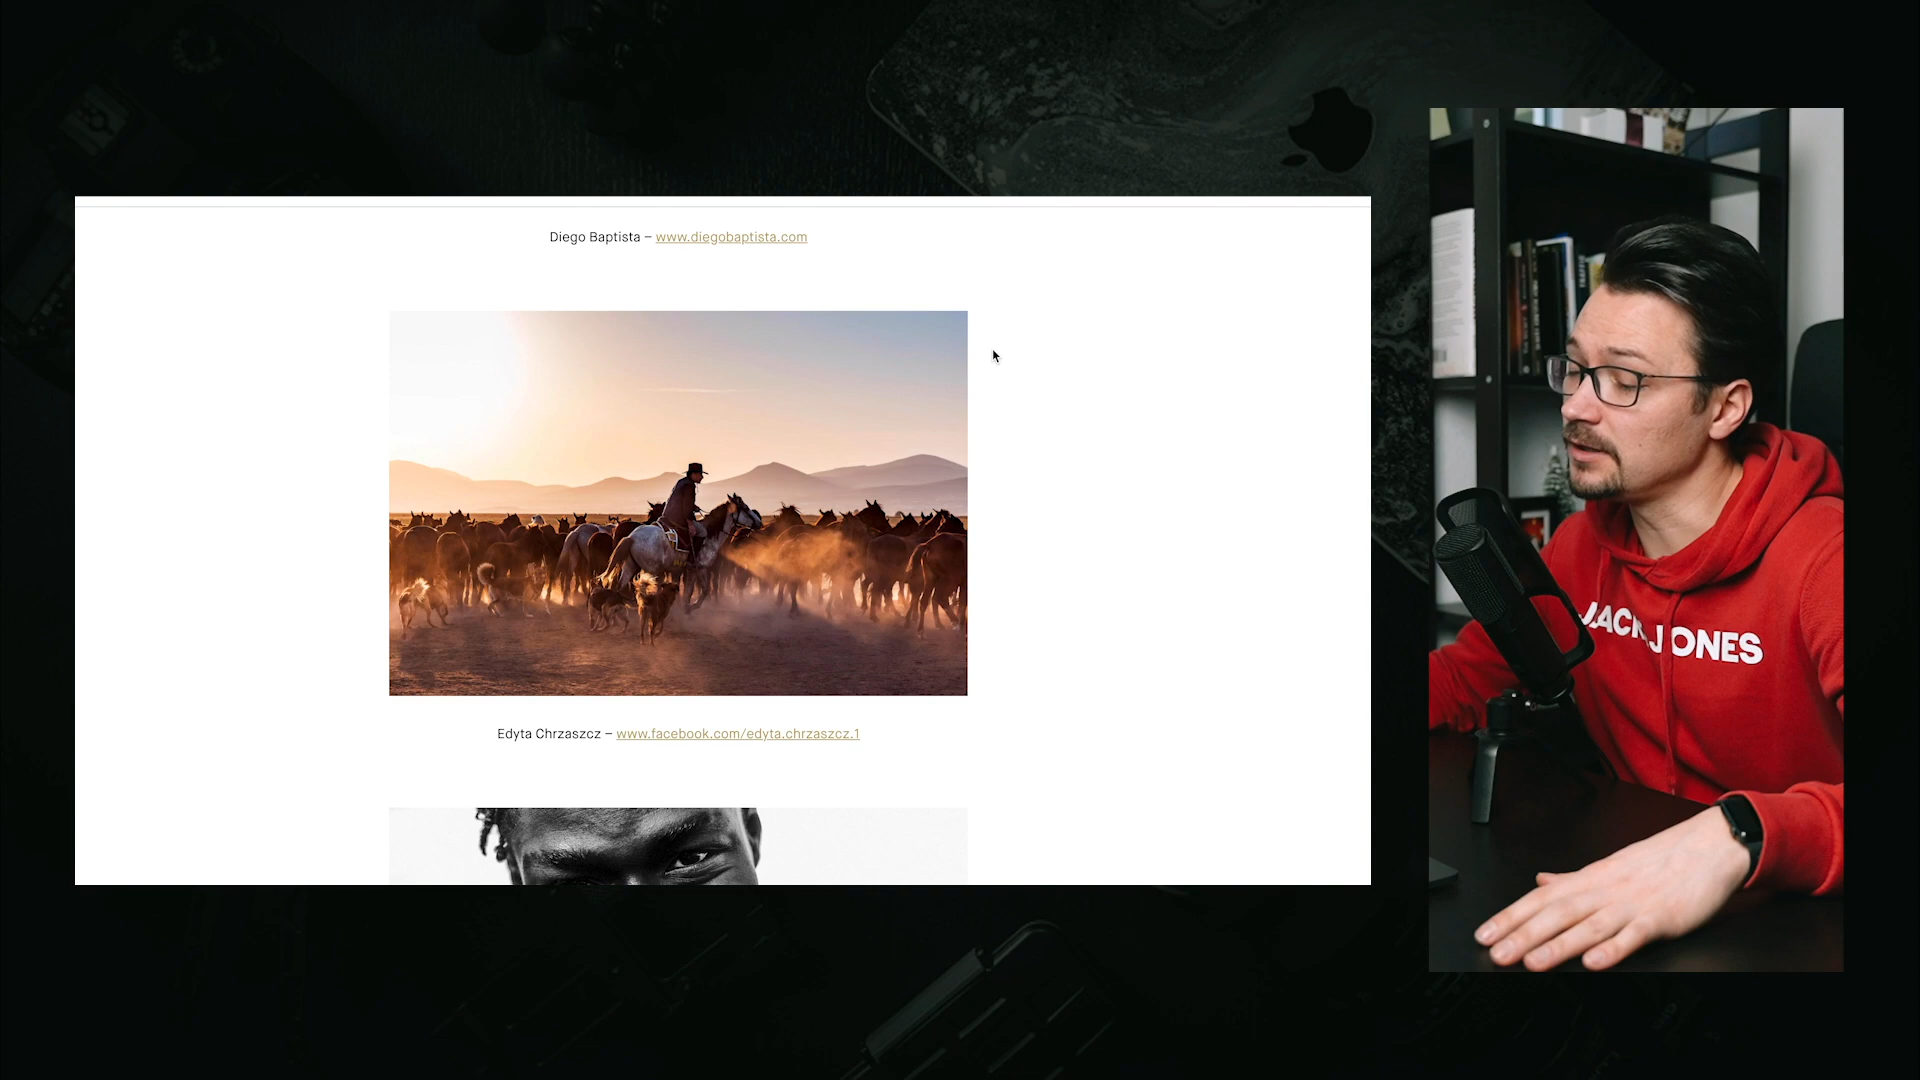 Diego Baptista – www.diegobaptista.com
Edyta Chrzaszcz – www.facebook.com/edyta.chrzaszcz.1
JACK JONES